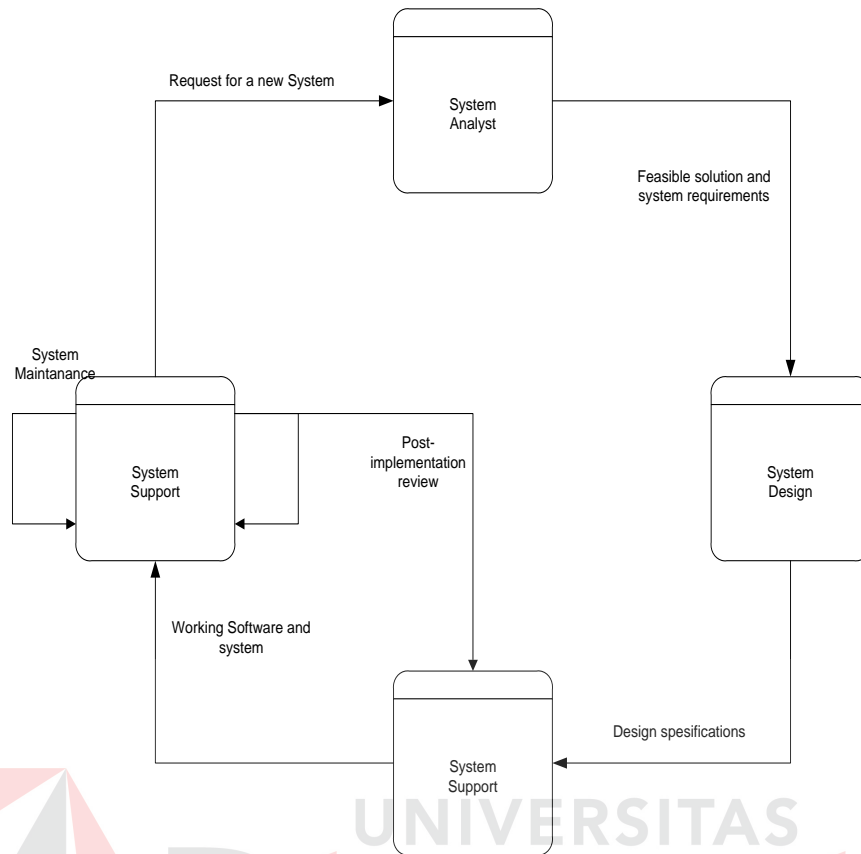 Request for a new System
System
Analyst
Feasible solution and
system requirements
System
Maintanance
System
Support
Post-
implementation
review
System
Design
Working Software and
system
Design spesifications
System
Support
UNIVERSITAS